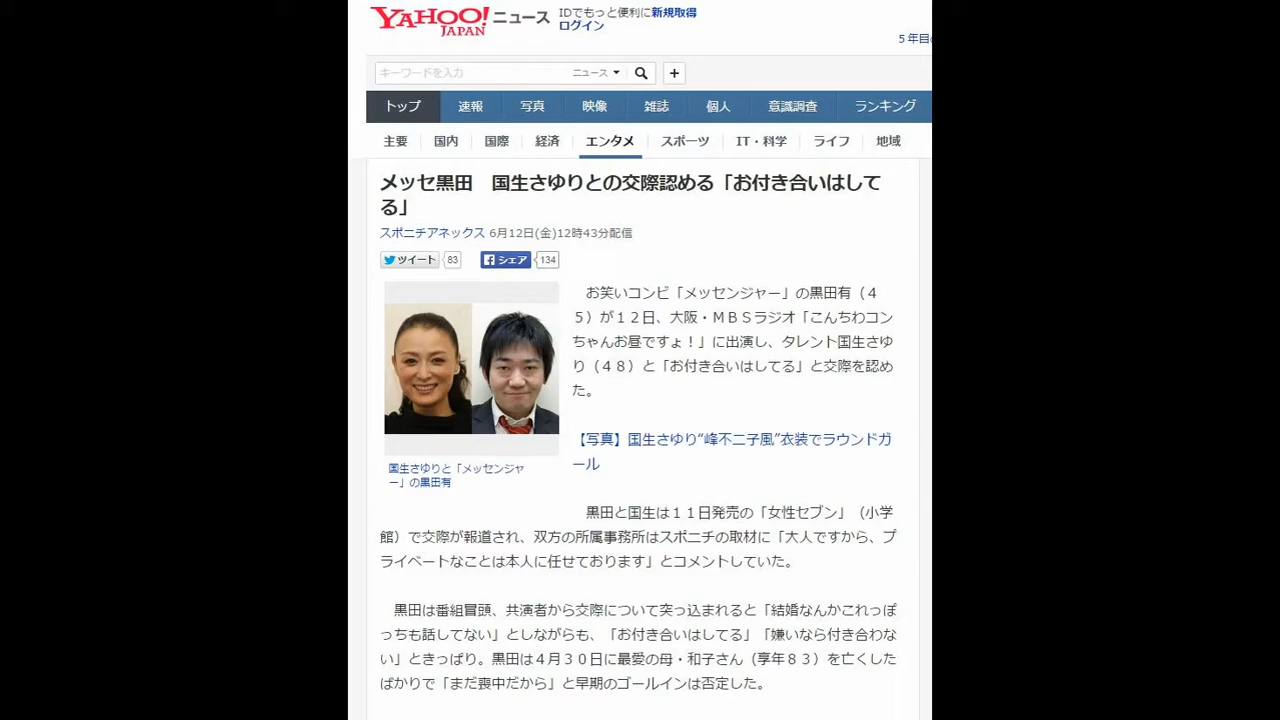 YAHOO! JAPAN ニュース
IDでもっと便利に新規取得
ログイン
５年目
キーワードを入力 ニュース
トップ 速報 写真 映像 雑誌 個人 意識調査 ランキング
主要 国内 国際 経済 エンタメ スポーツ IT・科学 ライフ 地域
メッセ黒田　国生さゆりとの交際認める「お付き合いはして
る」
スポニチアネックス 6月12日(金)12時43分配信
ツイート 83 シェア 134
お笑いコンビ「メッセンジャー」の黒田有（４
５）が１２日、大阪・ＭＢＳラジオ「こんちわコン
ちゃんお昼ですょ！」に出演し、タレント国生さゆ
り（４８）と「お付き合いはしてる」と交際を認め
た。
【写真】国生さゆり“峰不二子風”衣装でラウンドガ
ール
国生さゆりと「メッセンジャ
ー」の黒田有
黒田と国生は１１日発売の「女性セブン」（小学
館）で交際が報道され、双方の所属事務所はスポニチの取材に「大人ですから、プ
ライベートなことは本人に任せております」とコメントしていた。
黒田は番組冒頭、共演者から交際について突っ込まれると「結婚なんかこれっぽ
っちも話してない」としながらも、「お付き合いはしてる」「嫌いなら付き合わな
い」ときっぱり。黒田は４月３０日に最愛の母・和子さん（享年８３）を亡くした
ばかりで「まだ喪中だから」と早期のゴールインは否定した。